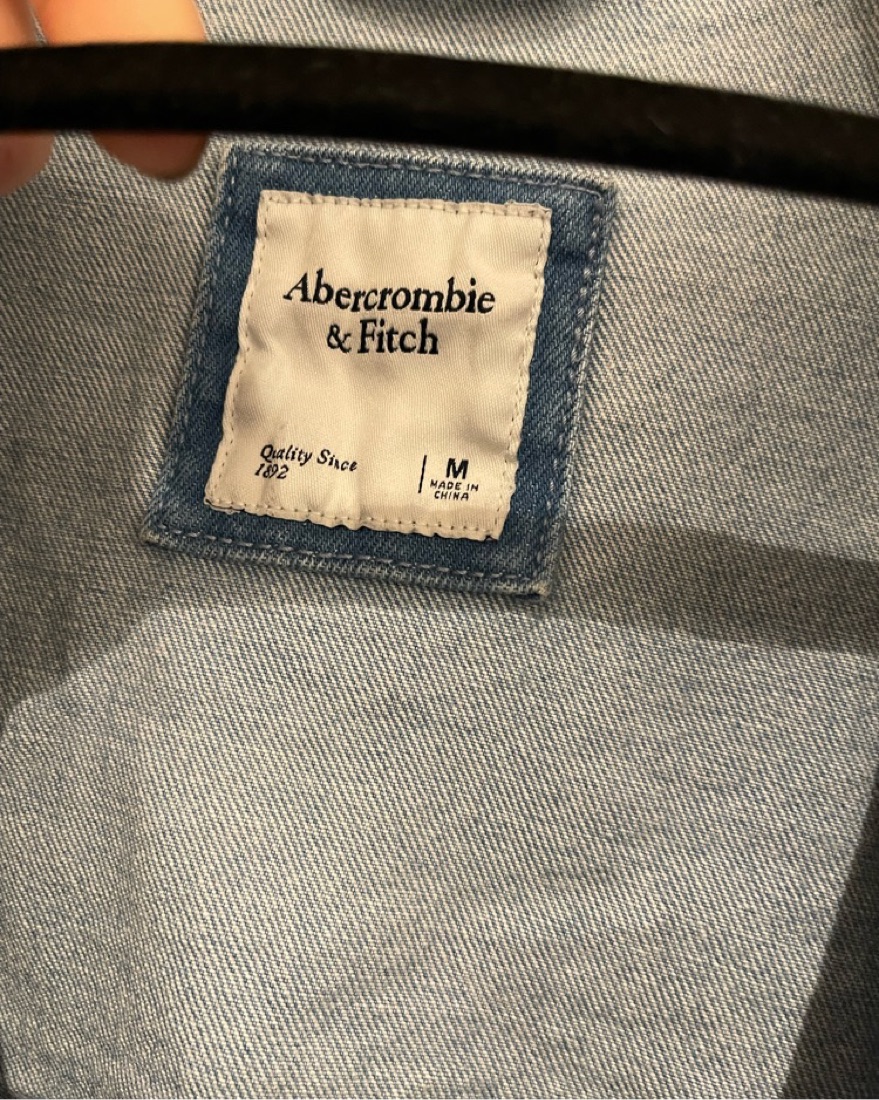 Abercrombie
& Fitch
Quality Since
1892
M
MADE IN
CHINA